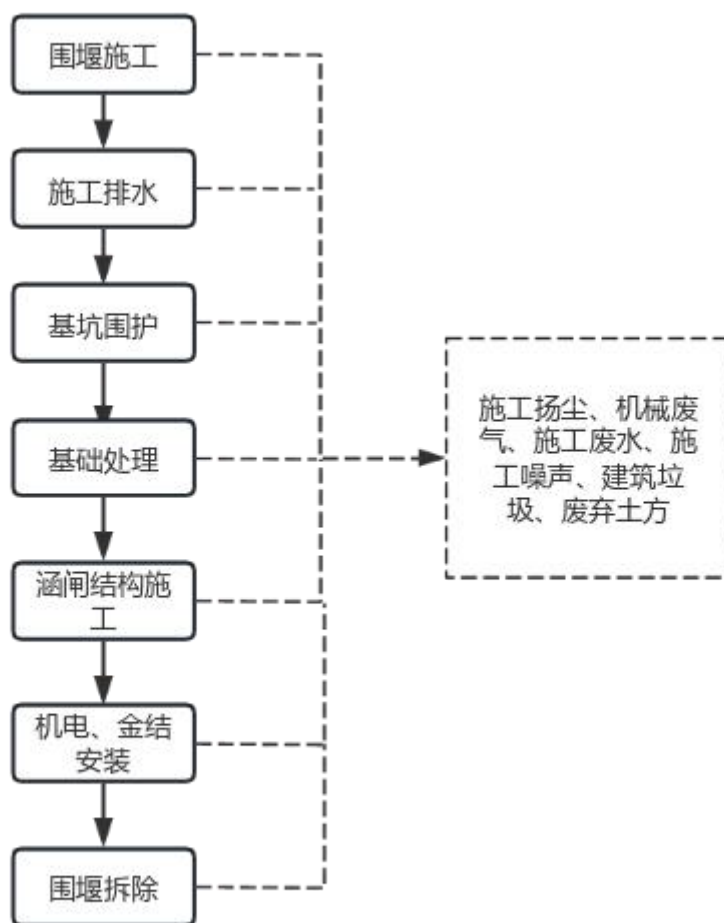 围堰施工
施工排水
基坑围护
基础处理
涵闸结构施
工
机电、金结
安装
围堰拆除
施工扬尘、机械废
气、施工废水、施
工噪声、建筑垃
圾、废弃土方